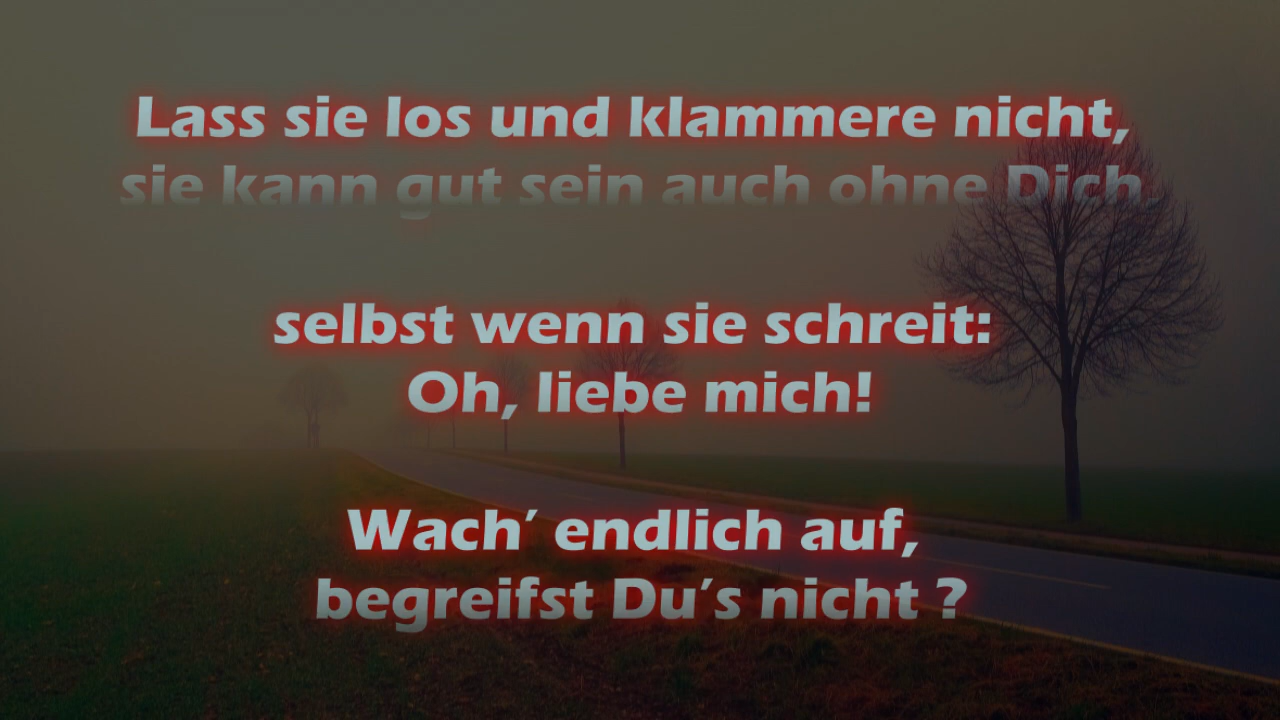 Lass sie los und klammere nicht,
sie kann gut sein auch ohne Dich.
selbst wenn sie schreit:
Oh, liebe mich!
Wach’ endlich auf,
begreifst Du’s nicht ?